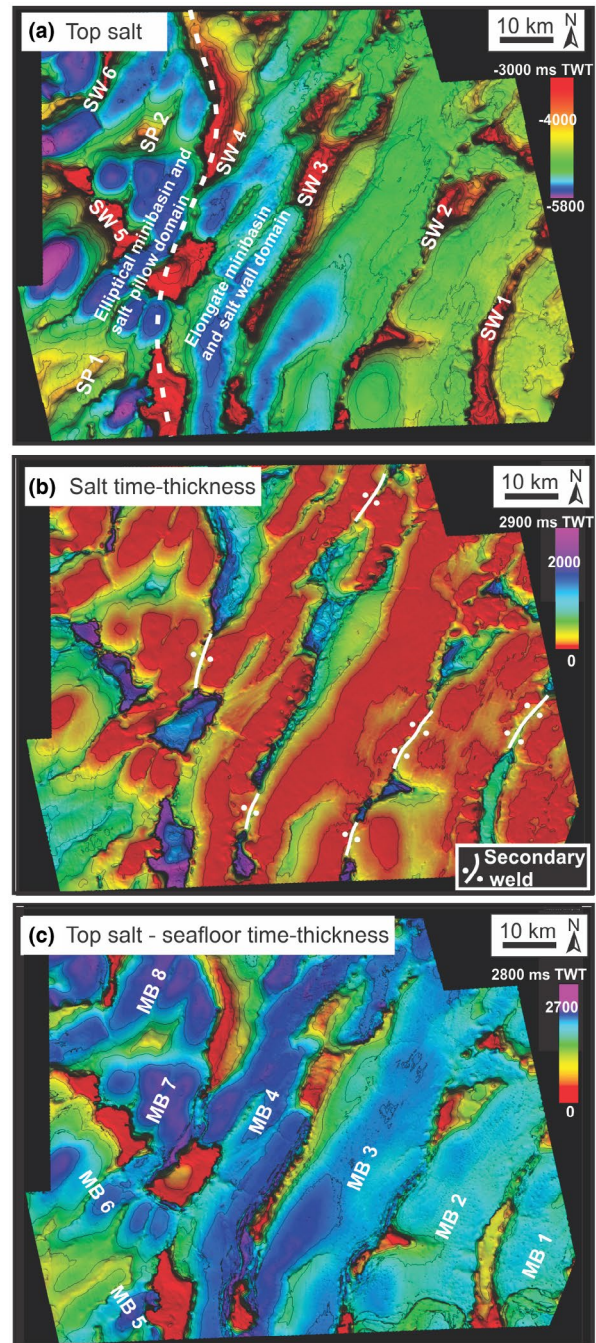 (a) Top salt
10 km
N
-3000 ms TWT
-4000
-5800
SW 6
SP 2
SW 4
SW 3
SW 2
SW 1
SW 5
SP 1
Elliptical minibasin and
salt pillow domain
Elongate minibasin
and salt wall domain
(b) Salt time-thickness
10 km
N
2900 ms TWT
2000
0
Secondary
weld
(c) Top salt - seafloor time-thickness
10 km
N
2800 ms TWT
2700
0
MB 8
MB 7
MB 4
MB 3
MB 6
MB 2
MB 1
MB 5